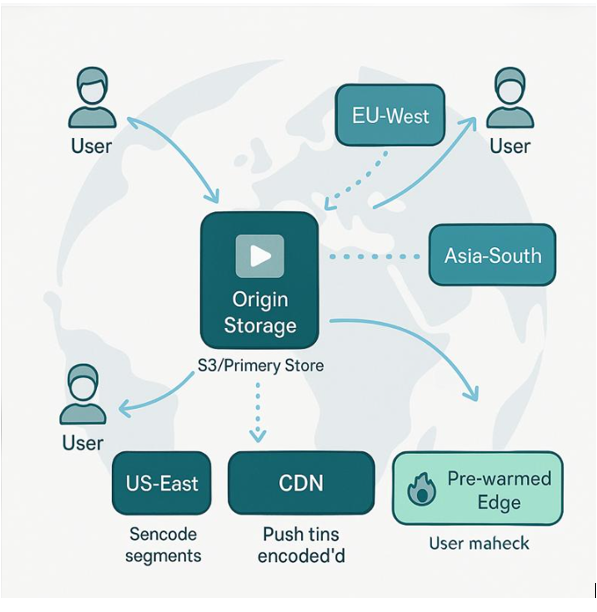 User
EU-West
User
Asia-South
Origin
Storage
S3/Primery Store
User
US-East
Sencode
segments
CDN
Push tins
encoded'd
Pre-warmed
Edge
User maheck